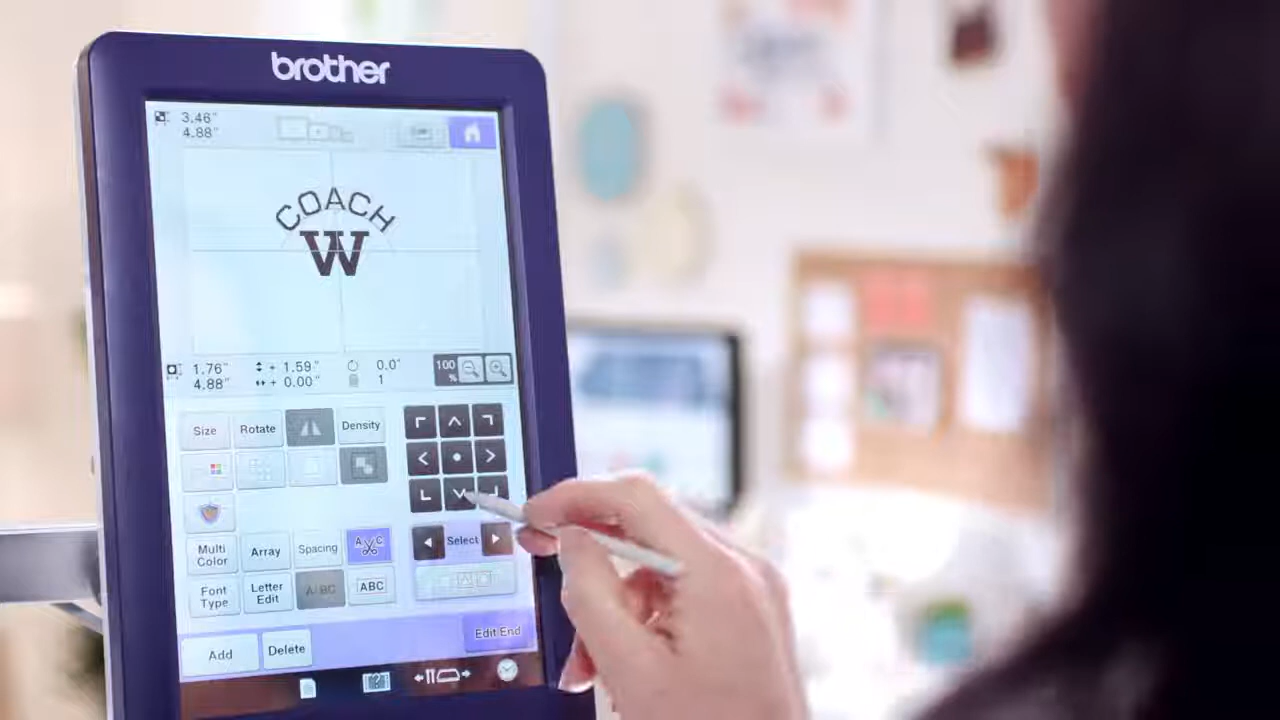 brother
3.46"
4.88"
COACH
W
1.76"
4.88"
+ 1.59"
+ 0.00"
0.0°
1
100
%
Size
Rotate
Density
Multi
Color
Array
Spacing
A C
Select
Font
Type
Letter
Edit
ABC
ABC
Edit End
Add
Delete